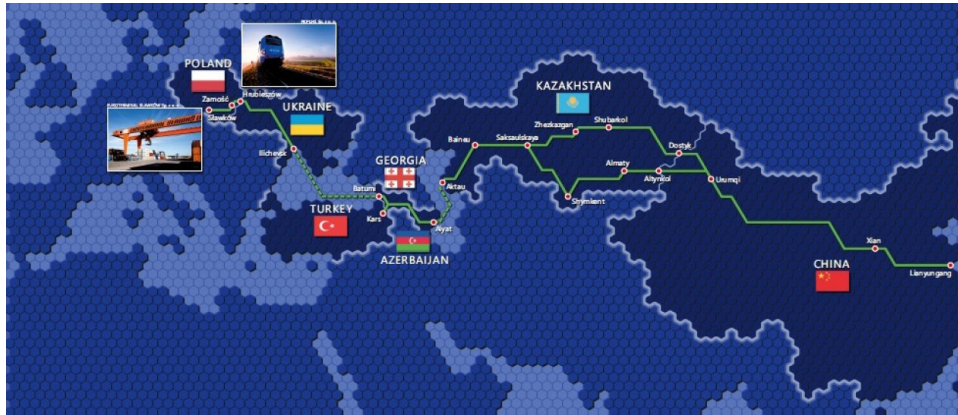 POLAND
Zamość
Hrubieszów
Sławków
UKRAINE
Ilichevsk
GEORGIA
Batumi
TURKEY
Kars
AZERBAIJAN
Alyat
Aktau
Baineu
Saksaulskaya
KAZAKHSTAN
Zhezkazgan
Shubarkol
Dostyk
Almaty
Altynkol
Shymkent
Urumqi
Xian
CHINA
Lianyungang